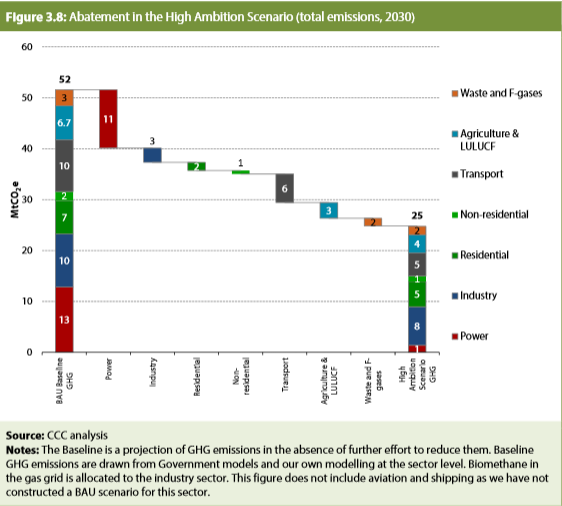 Figure 3.8: Abatement in the High Ambition Scenario (total emissions, 2030)
MtCO₂e
60
50
40
30
20
10
0
52
3
6.7
10
2
7
10
13
11
3
2
1
6
3
2
25
2
4
5
1
5
8
1
BAU Baseline
GHG
Power
Industry
Residential
Non-
residential
Transport
Agriculture &
LULUCF
Waste and F-
gases
High
Ambition
Scenario
GHG
Waste and F-gases
Agriculture &
LULUCF
Transport
Non-residential
Residential
Industry
Power
Source: CCC analysis
Notes: The Baseline is a projection of GHG emissions in the absence of further effort to reduce them. Baseline
GHG emissions are drawn from Government models and our own modelling at the sector level. Biomethane in
the gas grid is allocated to the industry sector. This figure does not include aviation and shipping as we have not
constructed a BAU scenario for this sector.